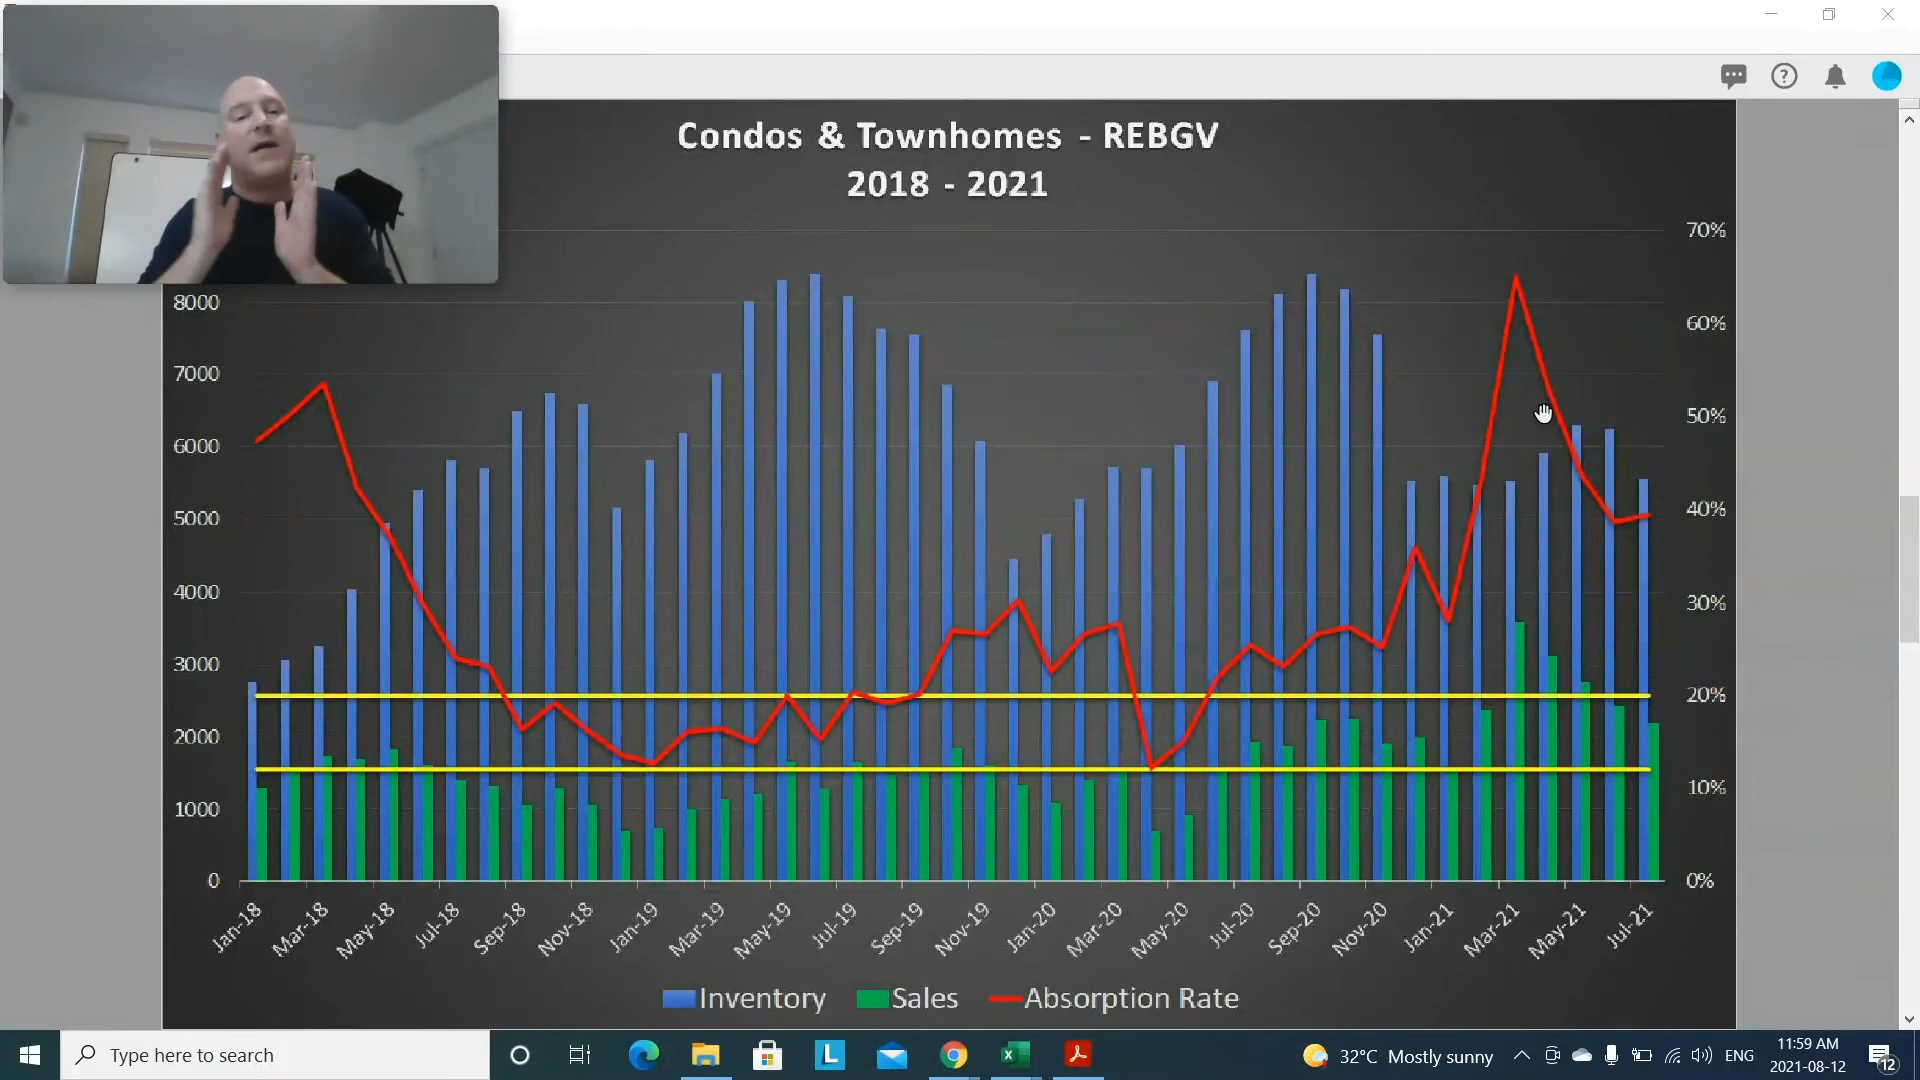 Condos & Townhomes - REBGV
2018 - 2021
8000
7000
6000
5000
4000
3000
2000
1000
0
70%
60%
50%
40%
30%
20%
10%
0%
Jan-18
Mar-18
May-18
Jul-18
Sep-18
Nov-18
Jan-19
Mar-19
May-19
Jul-19
Sep-19
Nov-19
Jan-20
Mar-20
May-20
Jul-20
Sep-20
Nov-20
Jan-21
Mar-21
May-21
Jul-21
Inventory Sales Absorption Rate
Type here to search
L
32°C Mostly sunny
ENG
11:59 AM
2021-08-12
12